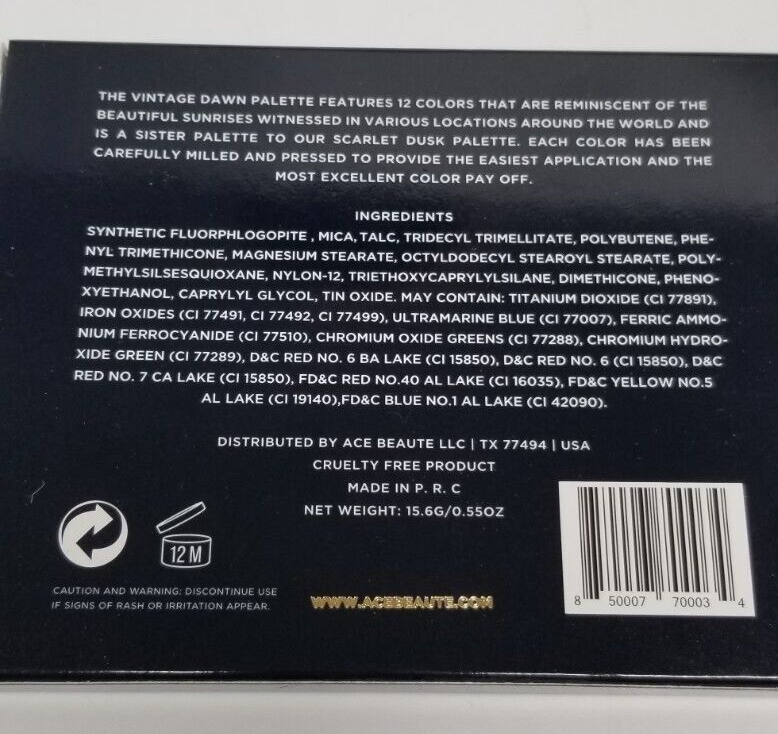 THE VINTAGE DAWN PALETTE FEATURES 12 COLORS THAT ARE REMINISCENT OF THE
BEAUTIFUL SUNRISES WITNESSED IN VARIOUS LOCATIONS AROUND THE WORLD AND
IS A SISTER PALETTE TO OUR SCARLET DUSK PALETTE. EACH COLOR HAS BEEN
CAREFULLY MILLED AND PRESSED TO PROVIDE THE EASIEST APPLICATION AND THE
MOST EXCELLENT COLOR PAY OFF.
INGREDIENTS
SYNTHETIC FLUORPHLOGOPITE , MICA, TALC, TRIDECYL TRIMELLITATE, POLYBUTENE, PHE-
NYL TRIMETHICONE, MAGNESIUM STEARATE, OCTYLDODECYL STEAROYL STEARATE, POLY-
METHYLSILSESQUIOXANE, NYLON-12, TRIETHOXYCAPRYLYLSILANE, DIMETHICONE, PHENO-
XYETHANOL, CAPRYLYL GLYCOL, TIN OXIDE. MAY CONTAIN: TITANIUM DIOXIDE (CI 77891),
IRON OXIDES (CI 77491, CI 77492, CI 77499), ULTRAMARINE BLUE (CI 77007), FERRIC AMMO-
NIUM FERROCYANIDE (CI 77510), CHROMIUM OXIDE GREENS (CI 77288), CHROMIUM HYDRO-
XIDE GREEN (CI 77289), D&C RED NO. 6 BA LAKE (CI 15850), D&C RED NO. 6 (CI 15850), D&C
RED NO. 7 CA LAKE (CI 15850), FD&C RED NO.40 AL LAKE (CI 16035), FD&C YELLOW NO.5
AL LAKE (CI 19140),FD&C BLUE NO.1 AL LAKE (CI 42090).
DISTRIBUTED BY ACE BEAUTE LLC | TX 77494 | USA
CRUELTY FREE PRODUCT
MADE IN P. R. C
NET WEIGHT: 15.6G/0.55OZ
12 M
CAUTION AND WARNING: DISCONTINUE USE
IF SIGNS OF RASH OR IRRITATION APPEAR.
WWW.ACEBEAUTE.COM
8 50007 70003 4